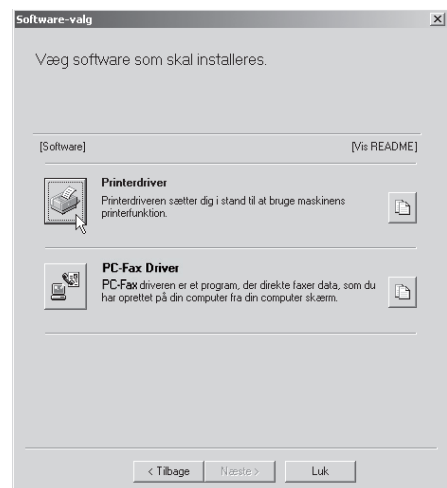 Software-valg
Væg software som skal installeres.
[Software] [Vis README]
Printerdriver
Printerdriveren sætter dig i stand til at bruge maskinens
printerfunktion.
PC-Fax Driver
PC-Fax driveren er et program, der direkte faxer data, som du
har oprettet på din computer fra din computer skærm.
< Tilbage Næste > Luk